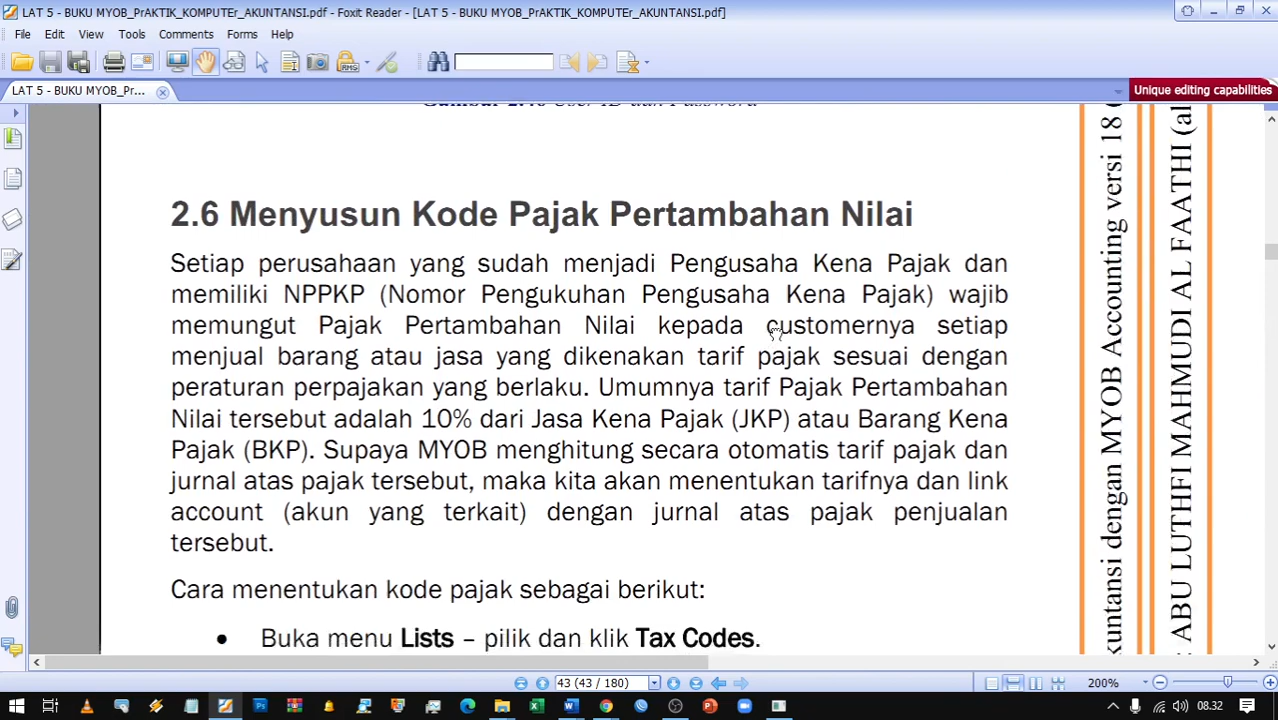 LAT 5 - BUKU MYOB_PrAKTIK_KOMPUTEr_AKUNTANSI.pdf - Foxit Reader - [LAT 5 - BUKU MYOB_PrAKTIK_KOMPUTEr_AKUNTANSI.pdf]
File Edit View Tools Comments Forms Help
RMS
LAT 5 - BUKU MYOB_Pr...
Unique editing capabilities
User ID dan Password
2.6 Menyusun Kode Pajak Pertambahan Nilai
Setiap perusahaan yang sudah menjadi Pengusaha Kena Pajak dan
memiliki NPPKP (Nomor Pengukuhan Pengusaha Kena Pajak) wajib
memungut Pajak Pertambahan Nilai kepada customernya setiap
menjual barang atau jasa yang dikenakan tarif pajak sesuai dengan
peraturan perpajakan yang berlaku. Umumnya tarif Pajak Pertambahan
Nilai tersebut adalah 10% dari Jasa Kena Pajak (JKP) atau Barang Kena
Pajak (BKP). Supaya MYOB menghitung secara otomatis tarif pajak dan
jurnal atas pajak tersebut, maka kita akan menentukan tarifnya dan link
account (akun yang terkait) dengan jurnal atas pajak penjualan
tersebut.
Cara menentukan kode pajak sebagai berikut:
• Buka menu Lists – pilik dan klik Tax Codes.
kuntansi dengan MYOB Accounting versi 18
ABU LUTHFI MAHMUDI AL FAATHI (al
43 (43 / 180)
200%
08.32